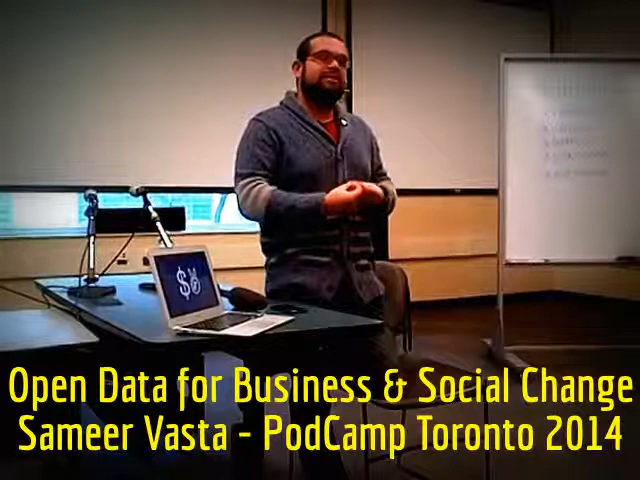 $
Open Data for Business & Social Change
Sameer Vasta - PodCamp Toronto 2014